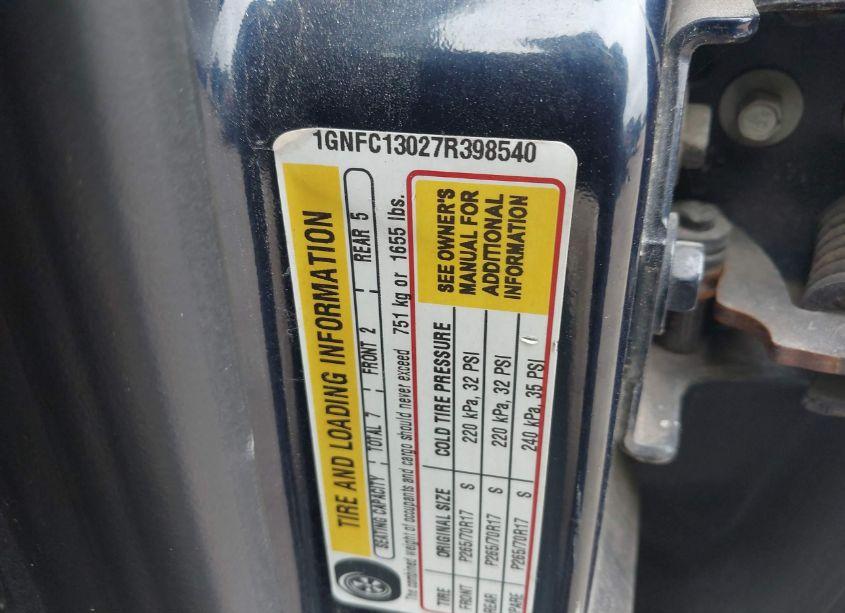 1GNFC13027R398540
TIRE AND LOADING INFORMATION
SEATING CAPACITY TOTAL 7 FRONT 2 REAR 5
The combined weight of occupants and cargo should never exceed 751 kg or 1655 lbs.
TIRE ORIGINAL SIZE COLD TIRE PRESSURE
FRONT P265/70R17 S 220 kPa, 32 PSI
REAR P265/70R17 S 220 kPa, 32 PSI
SPARE P265/70R17 S 240 kPa, 35 PSI
SEE OWNER'S
MANUAL FOR
ADDITIONAL
INFORMATION